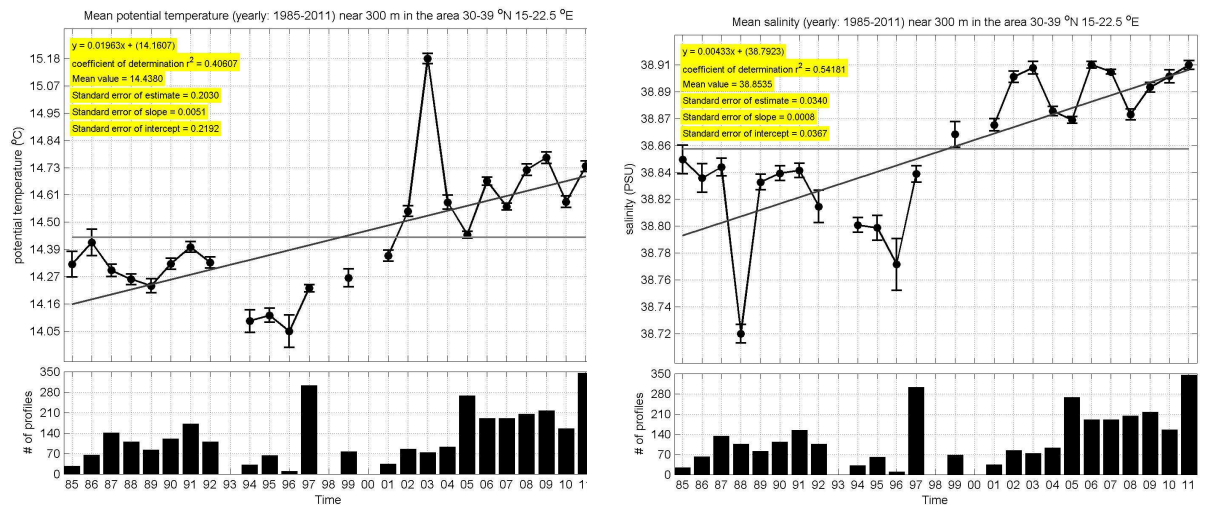 Mean potential temperature (yearly: 1985-2011) near 300 m in the area 30-39 °N 15-22.5 °E
y = 0.01963x + (14.1607)
coefficient of determination r² = 0.40607
Mean value = 14.4380
Standard error of estimate = 0.2030
Standard error of slope = 0.0051
Standard error of intercept = 0.2192
potential temperature (°C)
15.18
15.07
14.95
14.84
14.73
14.61
14.50
14.39
14.27
14.16
14.05
# of profiles
350
280
210
140
70
0
85 86 87 88 89 90 91 92 93 94 95 96 97 98 99 00 01 02 03 04 05 06 07 08 09 10 11
Time
Mean salinity (yearly: 1985-2011) near 300 m in the area 30-39 °N 15-22.5 °E
y = 0.00433x + (38.7923)
coefficient of determination r² = 0.54181
Mean value = 38.8535
Standard error of estimate = 0.0340
Standard error of slope = 0.0008
Standard error of intercept = 0.0367
salinity (PSU)
38.91
38.89
38.87
38.86
38.84
38.82
38.80
38.78
38.76
38.74
38.72
# of profiles
350
280
210
140
70
0
85 86 87 88 89 90 91 92 93 94 95 96 97 98 99 00 01 02 03 04 05 06 07 08 09 10 11
Time